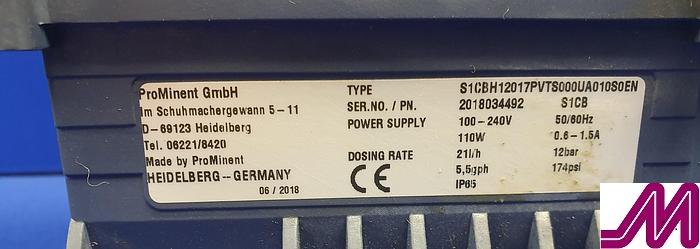 ProMinent GmbH
Im Schuhmachergewann 5 - 11
D- 69123 Heidelberg
Tel. 06221/8420
Made by ProMinent
HEIDELBERG -- GERMANY
06 / 2018
TYPE S1CBH12017PVTS000UA010S0EN
SER.NO. / PN. 2018034492 S1CB
POWER SUPPLY 100 - 240V 50/60Hz
110W 0.6 - 1.5A
DOSING RATE 21l/h 12bar
5,5gph 174psi
CE IP65
M